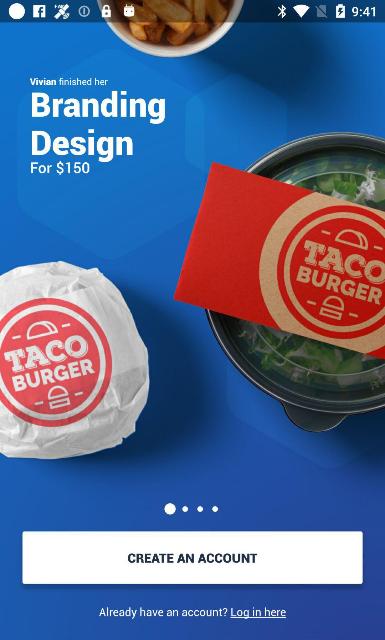 9:41
Vivian finished her
Branding
Design
For $150
TACO
BURGER
TACO
BURGER
CREATE AN ACCOUNT
Already have an account? Log in here